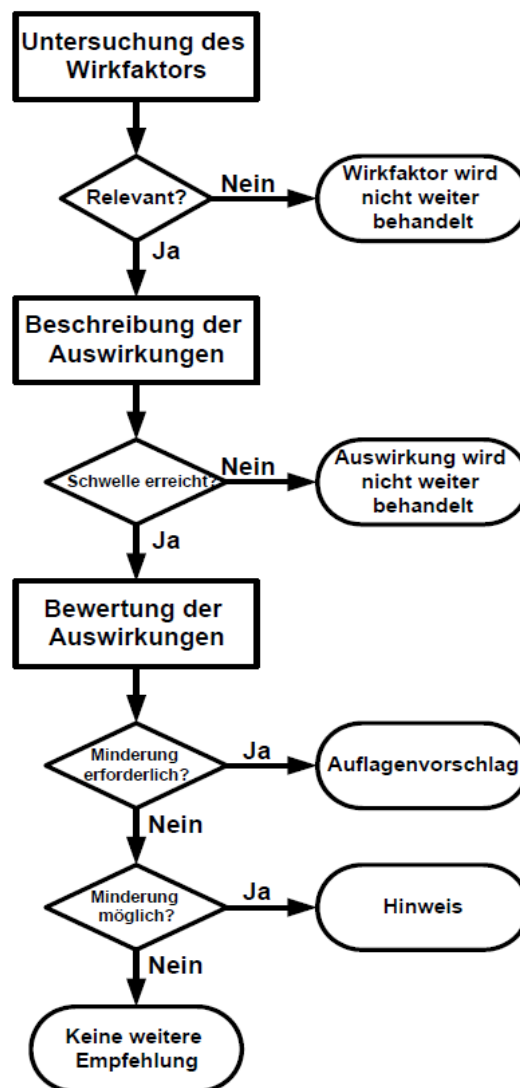 Untersuchung des
Wirkfaktors
Relevant?
Nein
Wirkfaktor wird
nicht weiter
behandelt
Ja
Beschreibung der
Auswirkungen
Schwelle erreicht?
Nein
Auswirkung wird
nicht weiter
behandelt
Ja
Bewertung der
Auswirkungen
Minderung
erforderlich?
Ja
Auflagenvorschlag
Nein
Minderung
möglich?
Ja
Hinweis
Nein
Keine weitere
Empfehlung